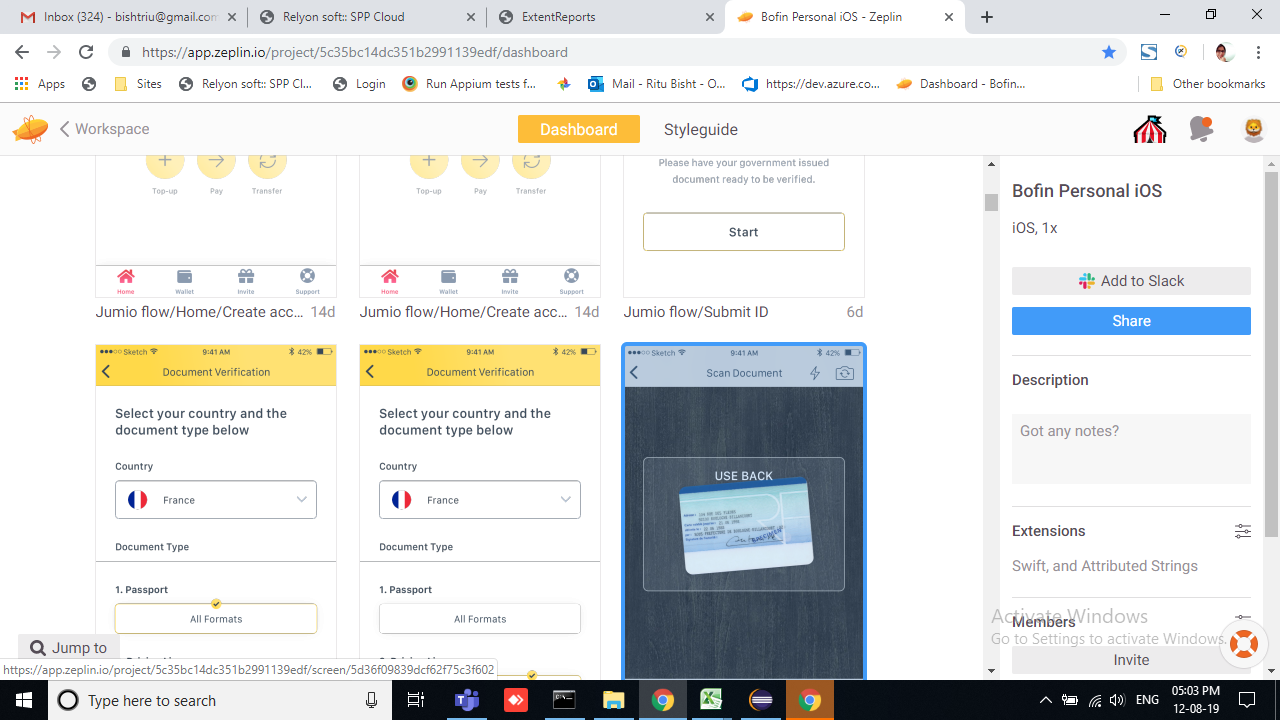 Inbox (324) - bishtriu@gmail.com
Relyon soft:: SPP Cloud
ExtentReports
Bofin Personal iOS - Zeplin
https://app.zeplin.io/project/5c35bc14dc351b2991139edf/dashboard
Apps
Sites
Relyon soft:: SPP Cl...
Login
Run Appium tests f...
Mail - Ritu Bisht - O...
https://dev.azure.co...
Dashboard - Bofin...
Other bookmarks
Workspace
Dashboard
Styleguide
Top-up Pay Transfer
Home Wallet Invite Support
Jumio flow/Home/Create acc... 14d
Top-up Pay Transfer
Home Wallet Invite Support
Jumio flow/Home/Create acc... 14d
Please have your government issued
document ready to be verified.
Start
Jumio flow/Submit ID 6d
Sketch 9:41 AM 42%
Document Verification
Select your country and the
document type below
Country
France
Document Type
1. Passport
All Formats
Sketch 9:41 AM 42%
Document Verification
Select your country and the
document type below
Country
France
Document Type
1. Passport
All Formats
Sketch 9:41 AM 42%
Scan Document
USE BACK
Bofin Personal iOS
iOS, 1x
Add to Slack
Share
Description
Got any notes?
Extensions
Swift, and Attributed Strings
Members
Invite
Activate Windows
Go to Settings to activate Windows.
Jump to
https://app.zeplin.io/project/5c35bc14dc351b2991139edf/screen/5d36f09839dcf62f75c3f602
Type here to search
ENG
05:03 PM
12-08-19